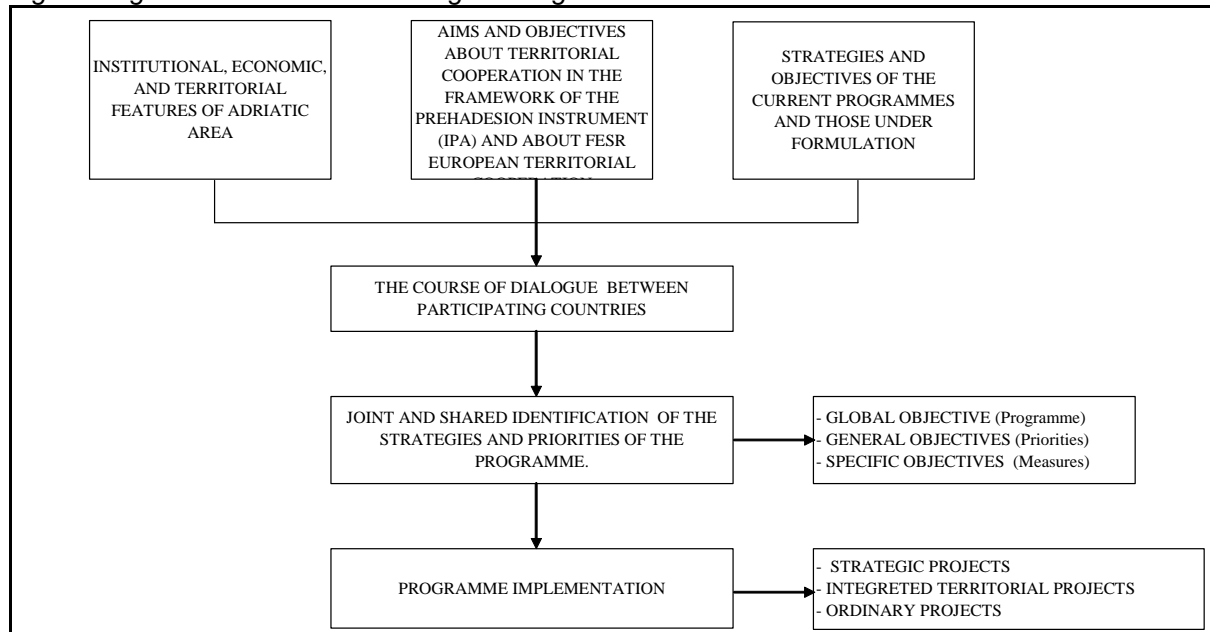 INSTITUTIONAL, ECONOMIC,
AND TERRITORIAL
FEATURES OF ADRIATIC
AREA
AIMS AND OBJECTIVES
ABOUT TERRITORIAL
COOPERATION IN THE
FRAMEWORK OF THE
PREHADESION INSTRUMENT
(IPA) AND ABOUT FESR
EUROPEAN TERRITORIAL
STRATEGIES AND
OBJECTIVES OF THE
CURRENT PROGRAMMES
AND THOSE UNDER
FORMULATION
THE COURSE OF DIALOGUE BETWEEN
PARTICIPATING COUNTRIES
JOINT AND SHARED IDENTIFICATION OF THE
STRATEGIES AND PRIORITIES OF THE
PROGRAMME.
- GLOBAL OBJECTIVE (Programme)
- GENERAL OBJECTIVES (Priorities)
- SPECIFIC OBJECTIVES (Measures)
PROGRAMME IMPLEMENTATION
- STRATEGIC PROJECTS
- INTEGRETED TERRITORIAL PROJECTS
- ORDINARY PROJECTS